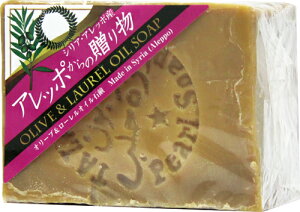 シリア・アレッポ産
アレッポからの贈り物
OLIVE & LAUREL OIL SOAP
オリーブ&ローレルオイル石鹸 Made in Syria (Aleppo)
Pearl Soap